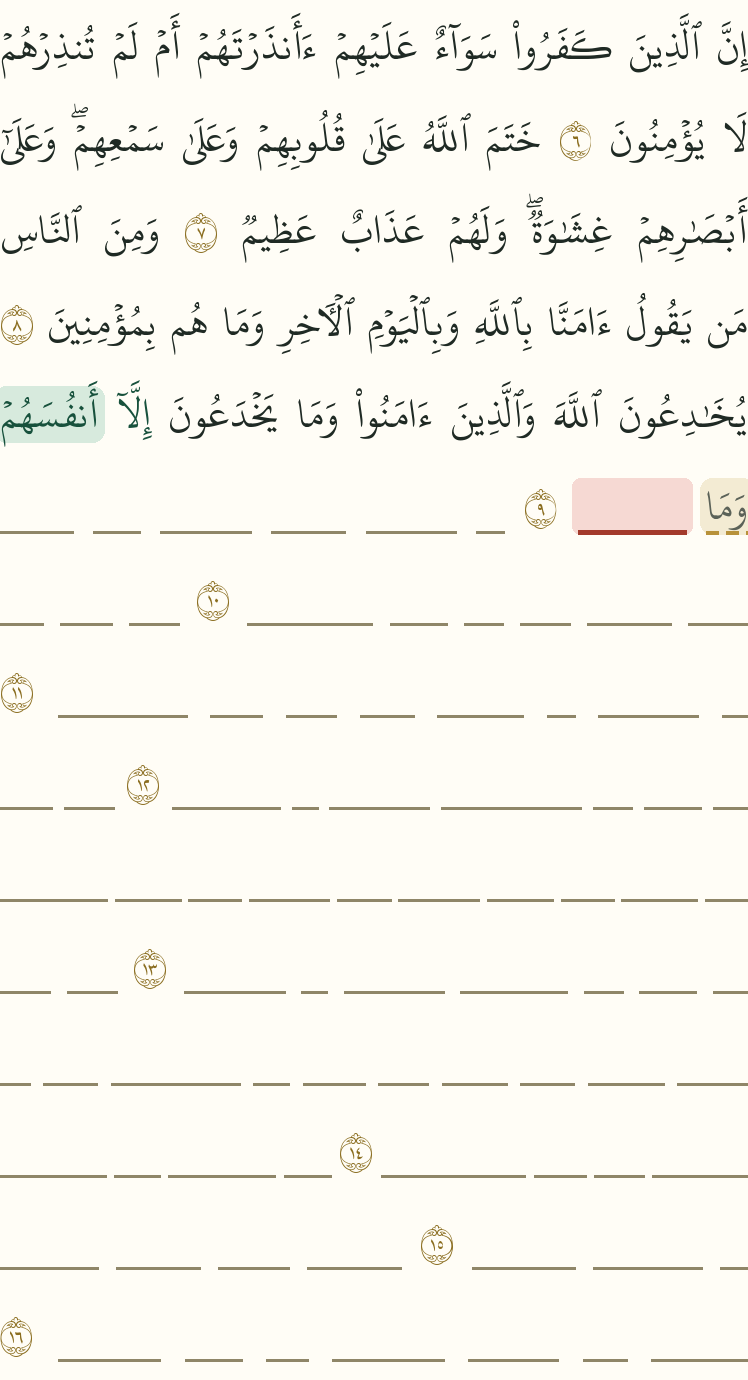 إِنَّ ٱلَّذِينَ كَفَرُوا۟ سَوَآءٌ عَلَيْهِمْ ءَأَنذَرْتَهُمْ أَمْ لَمْ تُنذِرْهُمْ
لَا يُؤْمِنُونَ ٦ خَتَمَ ٱللَّهُ عَلَىٰ قُلُوبِهِمْ وَعَلَىٰ سَمْعِهِمْۖ وَعَلَىٰٓ
أَبْصَـٰرِهِمْ غِشَـٰوَةٌۖ وَلَهُمْ عَذَابٌ عَظِيمٌ ٧ وَمِنَ ٱلنَّاسِ
مَن يَقُولُ ءَامَنَّا بِٱللَّهِ وَبِٱلْيَوْمِ ٱلْـَٔاخِرِ وَمَا هُم بِمُؤْمِنِينَ ٨
يُخَـٰدِعُونَ ٱللَّهَ وَٱلَّذِينَ ءَامَنُوا۟ وَمَا يَخْدَعُونَ إِلَّآ أَنفُسَهُمْ
وَمَا ٩
١٠
١١
١٢
١٣
١٤
١٥
١٦